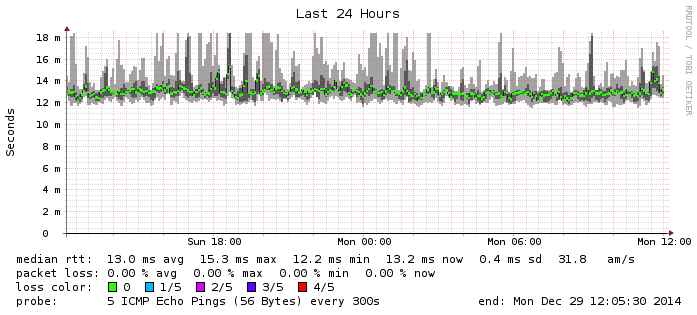 Last 24 Hours
RRDTOOL / TOBI OETIKER
Seconds
18 m
16 m
14 m
12 m
10 m
8 m
6 m
4 m
2 m
0
Sun 18:00 Mon 00:00 Mon 06:00 Mon 12:00
median rtt: 13.0 ms avg 15.3 ms max 12.2 ms min 13.2 ms now 0.4 ms sd 31.8 am/s
packet loss: 0.00 % avg 0.00 % max 0.00 % min 0.00 % now
loss color: 0 1/5 2/5 3/5 4/5
probe: 5 ICMP Echo Pings (56 Bytes) every 300s end: Mon Dec 29 12:05:30 2014